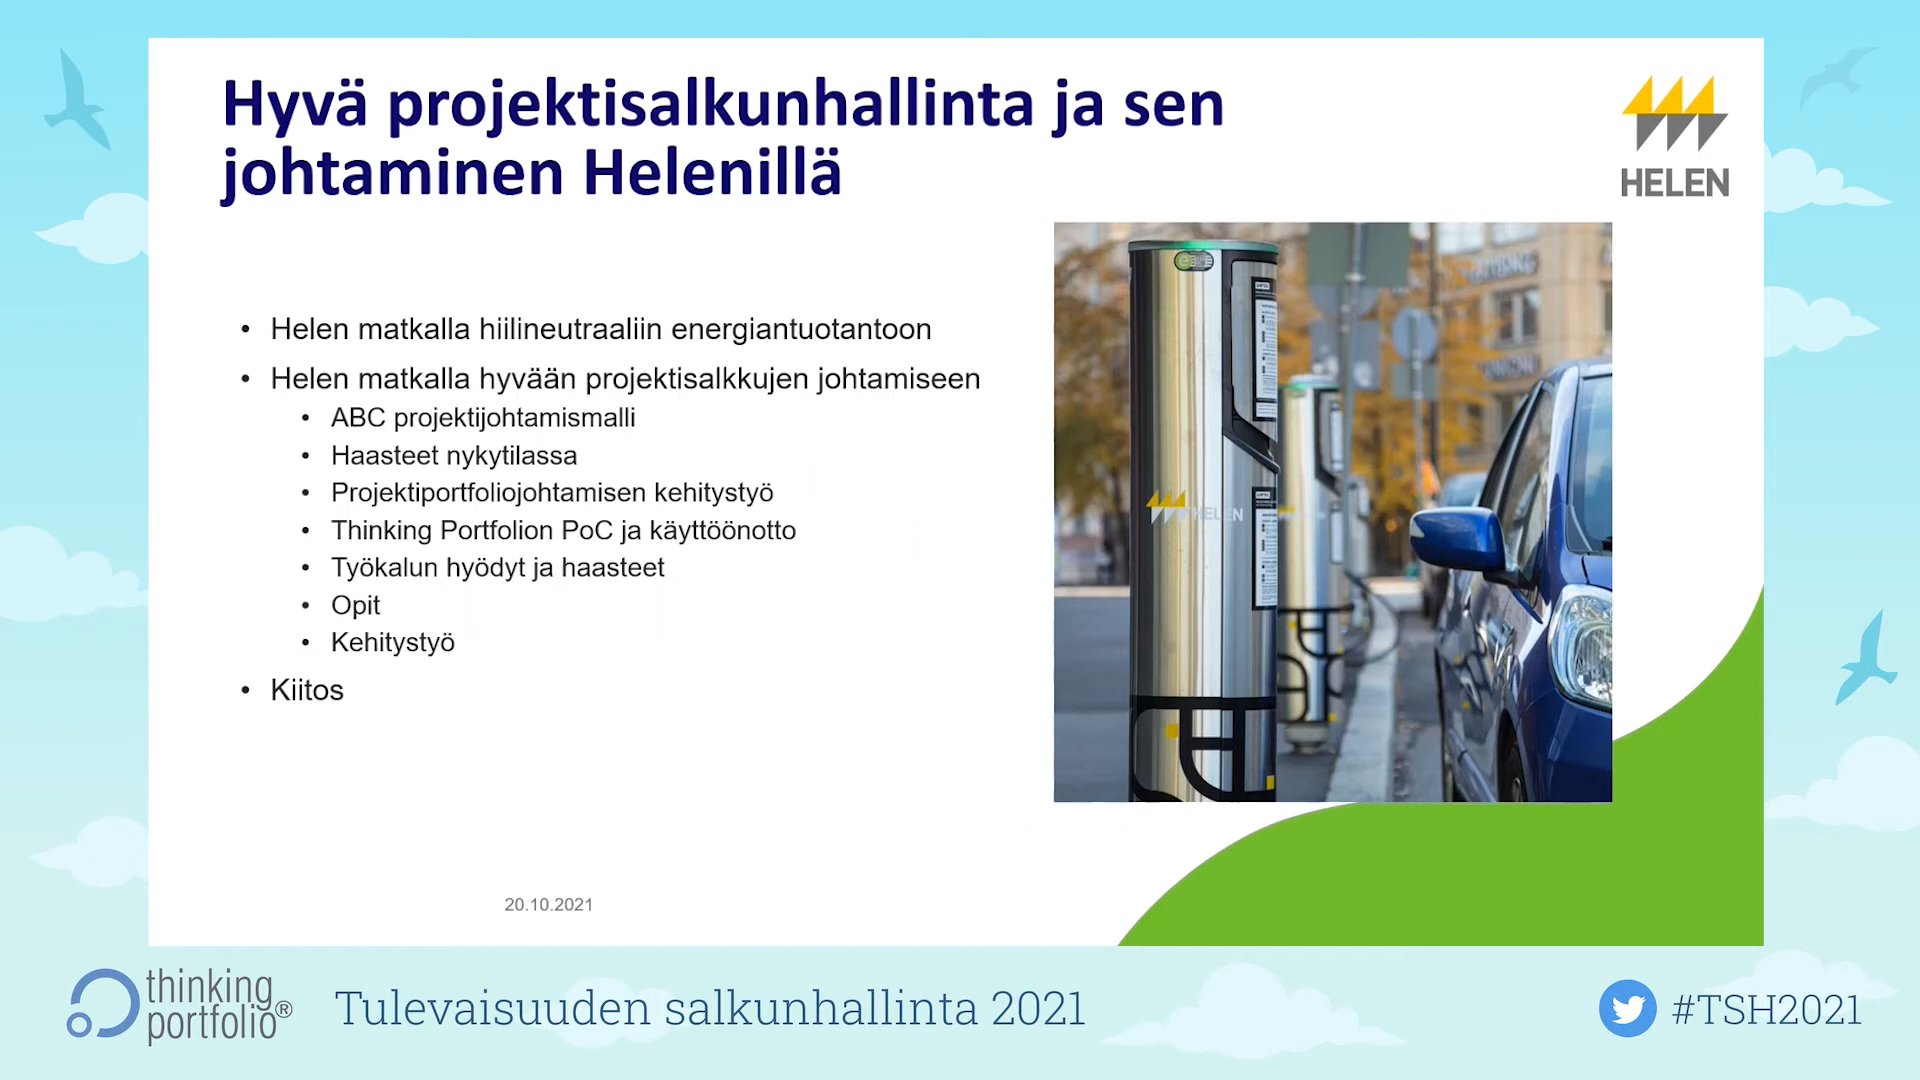 Hyvä projektisalkunhallinta ja sen
johtaminen Helenillä
HELEN
• Helen matkalla hiilineutraaliin energiantuotantoon
• Helen matkalla hyvään projektisalkkujen johtamiseen
• ABC projektijohtamismalli
• Haasteet nykytilassa
• Projektiportfoliojohtamisen kehitystyö
• Thinking Portfolion PoC ja käyttöönotto
• Työkalun hyödyt ja haasteet
• Opit
• Kehitystyö
• Kiitos
HELEN
20.10.2021
thinking
portfolio®
Tulevaisuuden salkunhallinta 2021
#TSH2021